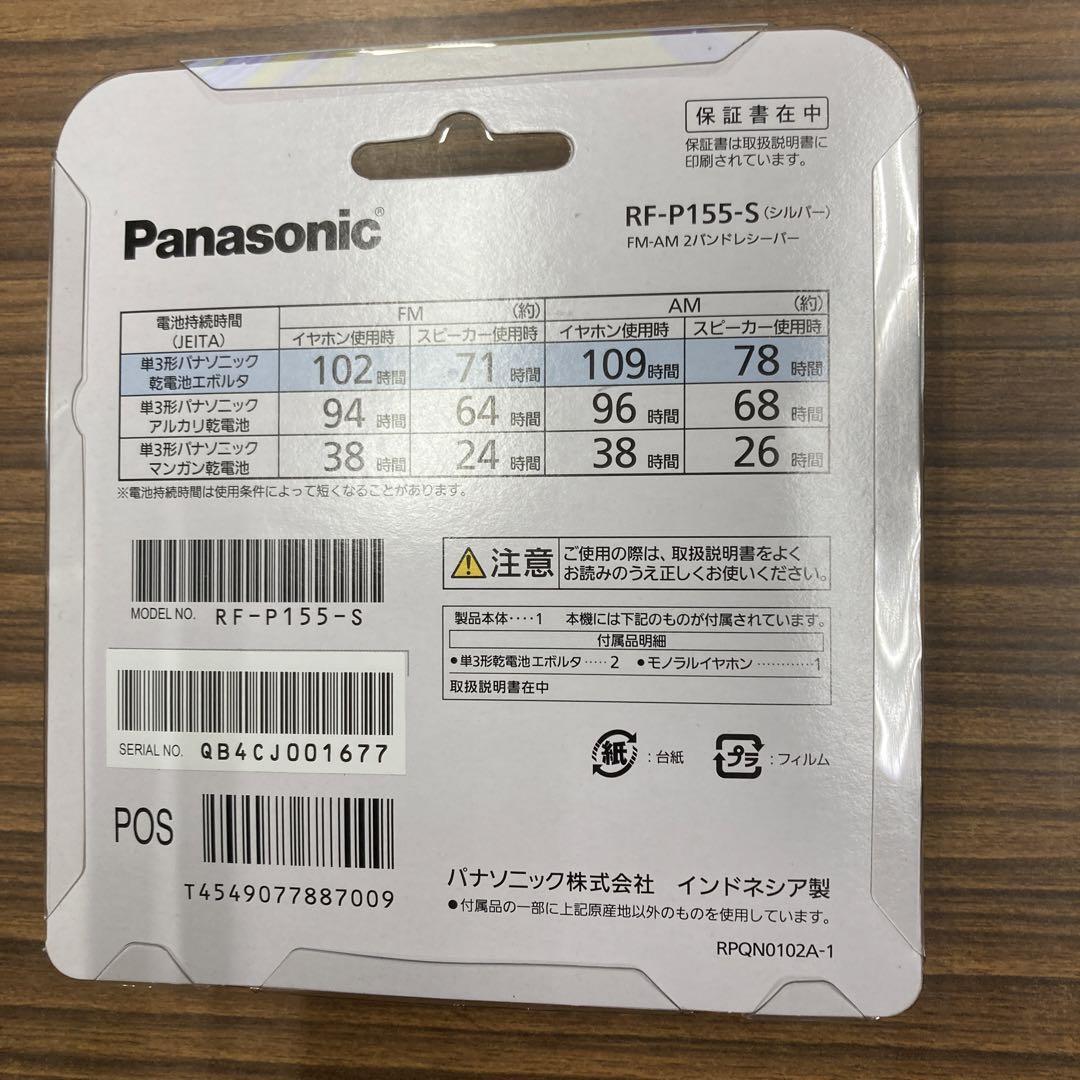 保証書在中
保証書は取扱説明書に
印刷されています。
Panasonic®
RF-P155-S(シルバー)
FM-AM 2バンドレシーバー
電池持続時間
(JEITA)
FM (約)
AM (約)
イヤホン使用時 スピーカー使用時 イヤホン使用時 スピーカー使用時
単3形パナソニック
乾電池エボルタ
102時間 71時間 109時間 78時間
単3形パナソニック
アルカリ乾電池
94時間 64時間 96時間 68時間
単3形パナソニック
マンガン乾電池
38時間 24時間 38時間 26時間
※電池持続時間は使用条件によって短くなることがあります。
注意
ご使用の際は、取扱説明書をよく
お読みのうえ正しくお使いください。
MODEL NO. RF-P155-S
製品本体‥‥1 本機には下記のものが付属されています。
付属品明細
●単3形乾電池エボルタ‥‥‥2 ●モノラルイヤホン‥‥‥‥‥‥1
取扱説明書在中
SERIAL NO. QB4CJ001677
紙:台紙 プラ:フィルム
POS
T4549077887009
パナソニック株式会社 インドネシア製
●付属品の一部に上記原産地以外のものを使用しています。
RPQN0102A-1